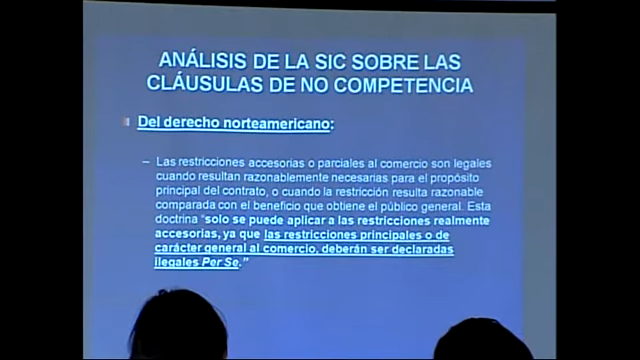 ANÁLISIS DE LA SIC SOBRE LAS
CLÁUSULAS DE NO COMPETENCIA
Del derecho norteamericano:
– Las restricciones accesorias o parciales al comercio son legales
cuando resultan razonablemente necesarias para el propósito
principal del contrato, o cuando la restricción resulta razonable
comparada con el beneficio que obtiene el público general. Esta
doctrina "solo se puede aplicar a las restricciones realmente
accesorias, ya que las restricciones principales o de
carácter general al comercio, deberán ser declaradas
ilegales Per Se."